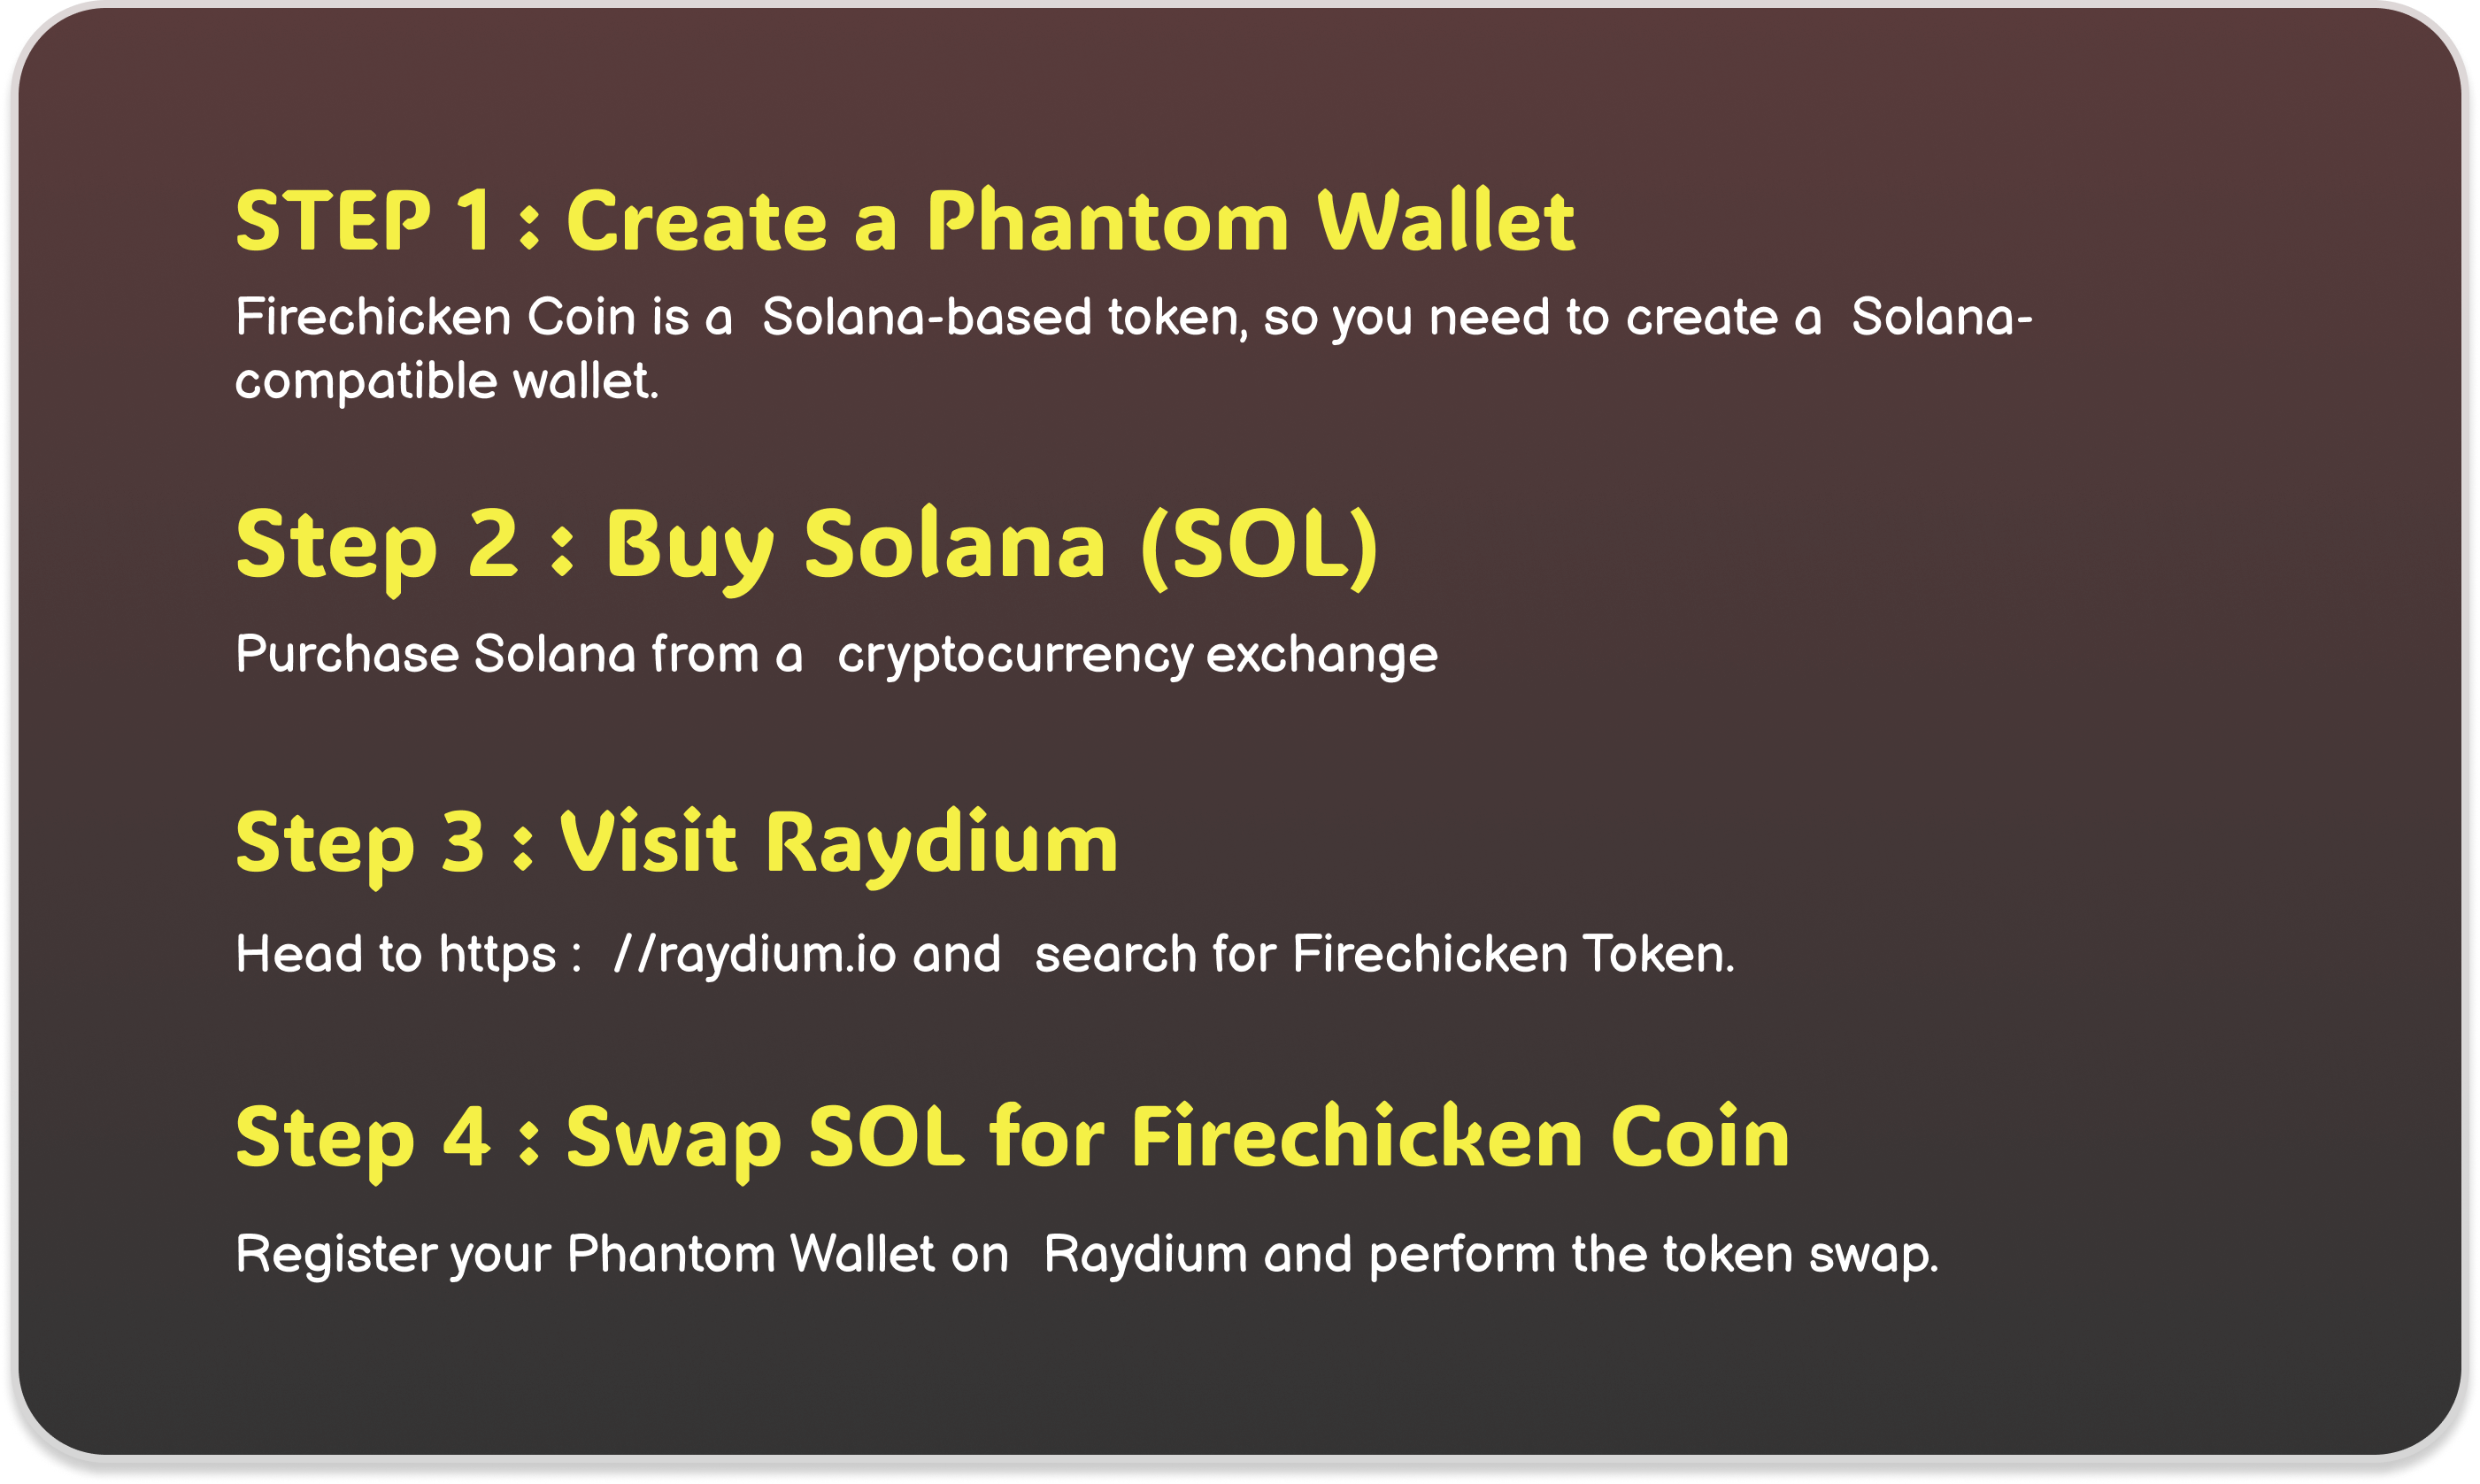 STEP 1 : Create a Phantom Wallet
Firechicken Coin is a Solana-based token, so you need to create a Solana-
compatible wallet.
Step 2 : Buy Solana (SOL)
Purchase Solana from a cryptocurrency exchange
Step 3 : Visit Raydium
Head to https : //raydium.io and search for Firechicken Token.
Step 4 : Swap SOL for Firechicken Coin
Register your Phantom Wallet on Raydium and perform the token swap.